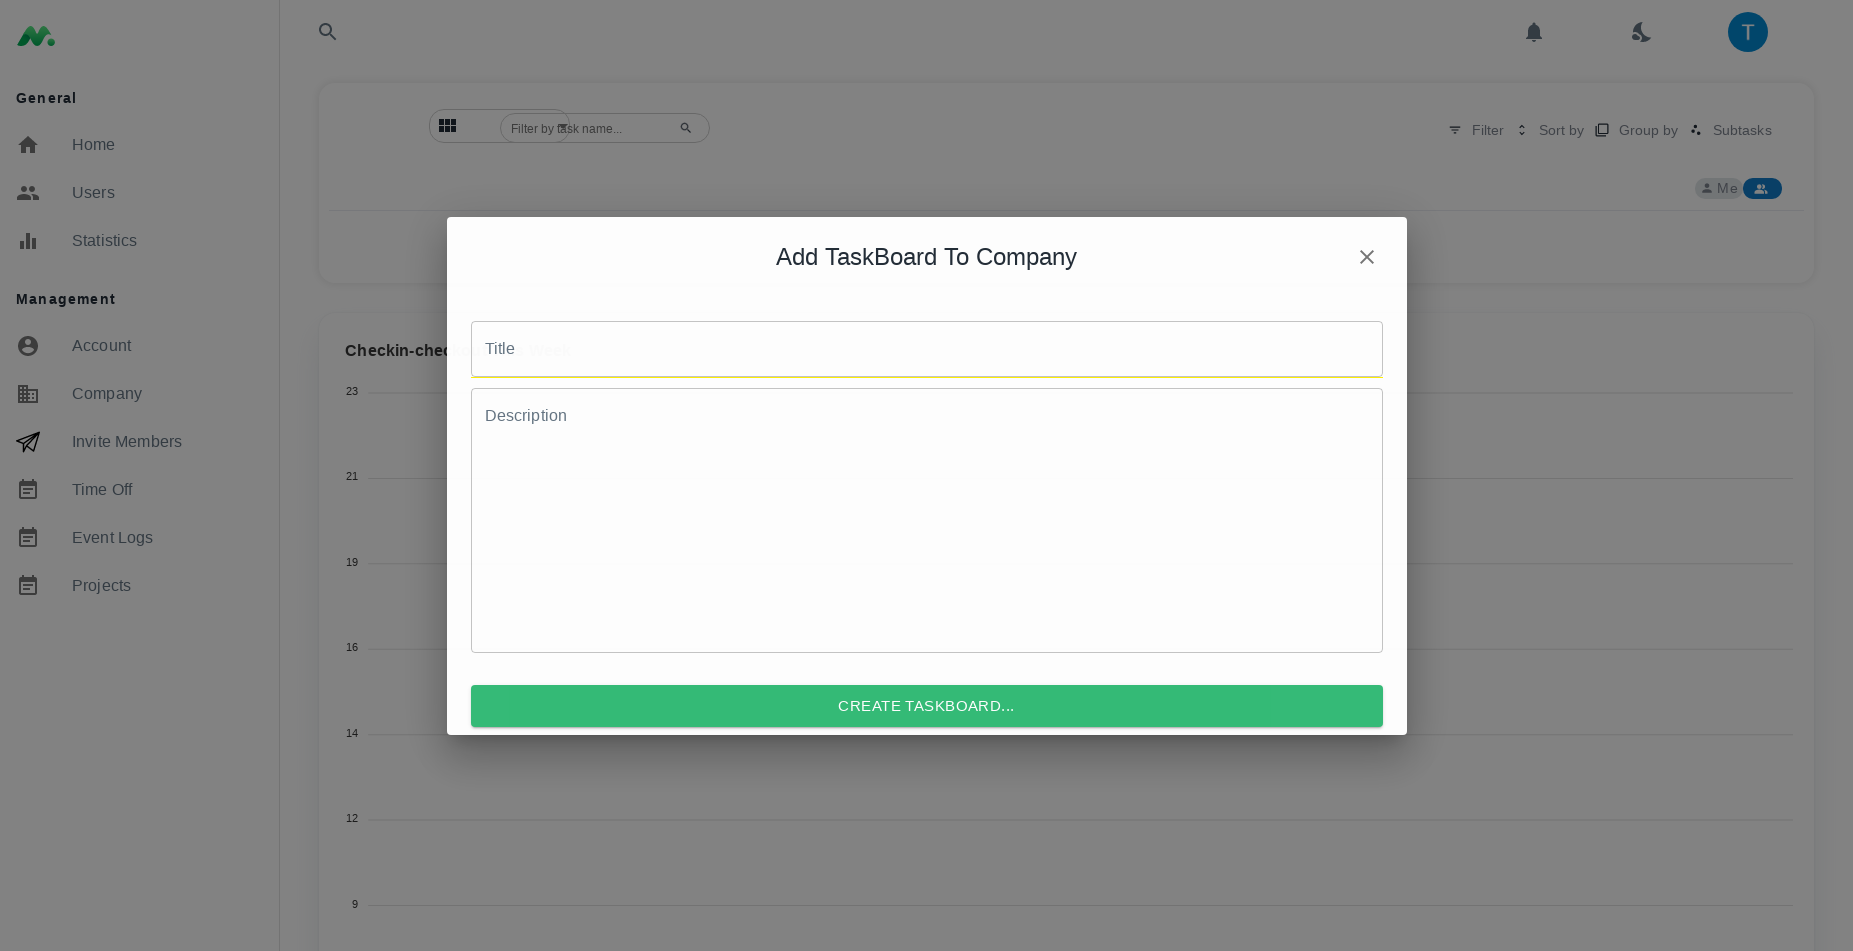 T
General
Home
Users
Statistics
Management
Account
Company
Invite Members
Time Off
Event Logs
Projects
Filter by task name...
Filter
Sort by
Group by
Subtasks
Me
Add TaskBoard To Company
Title
Description
CREATE TASKBOARD...
Checkin-chec
23
21
19
16
14
12
9